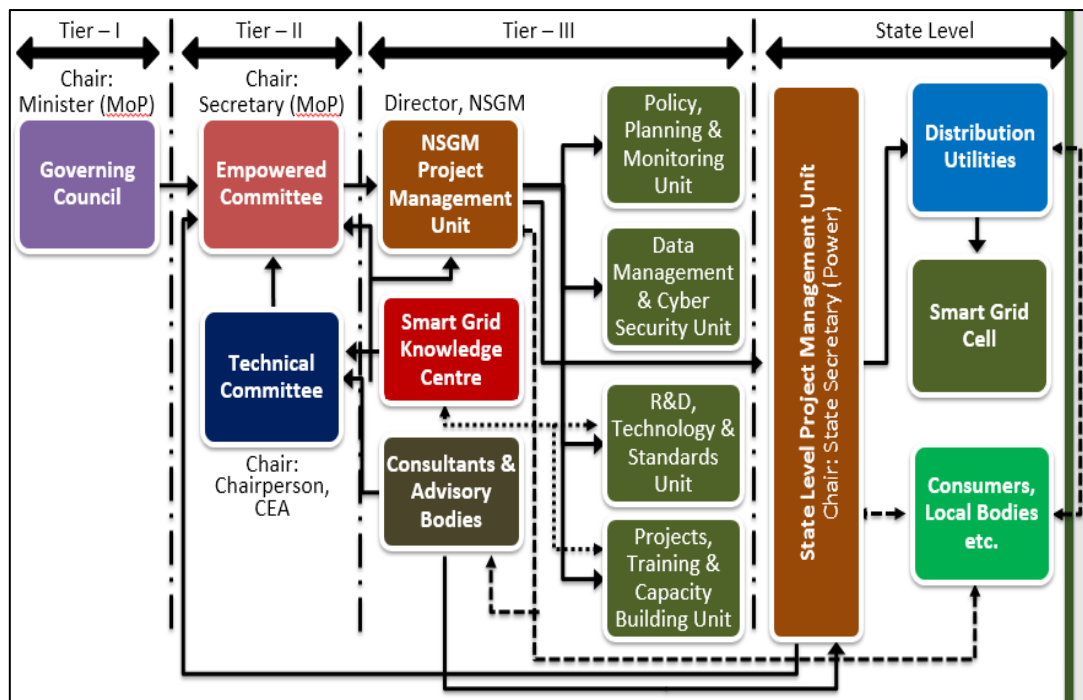 Tier – I
Tier – II
Tier – III
State Level
Chair:
Minister (MoP)
Governing
Council
Chair:
Secretary (MoP)
Empowered
Committee
Technical
Committee
Chair:
Chairperson,
CEA
Director, NSGM
NSGM
Project
Management
Unit
Smart Grid
Knowledge
Centre
Consultants &
Advisory
Bodies
Policy,
Planning &
Monitoring
Unit
Data
Management
& Cyber
Security Unit
R&D,
Technology &
Standards
Unit
Projects,
Training &
Capacity
Building Unit
State Level Project Management Unit
Chair: State Secretary (Power)
Distribution
Utilities
Smart Grid
Cell
Consumers,
Local Bodies
etc.